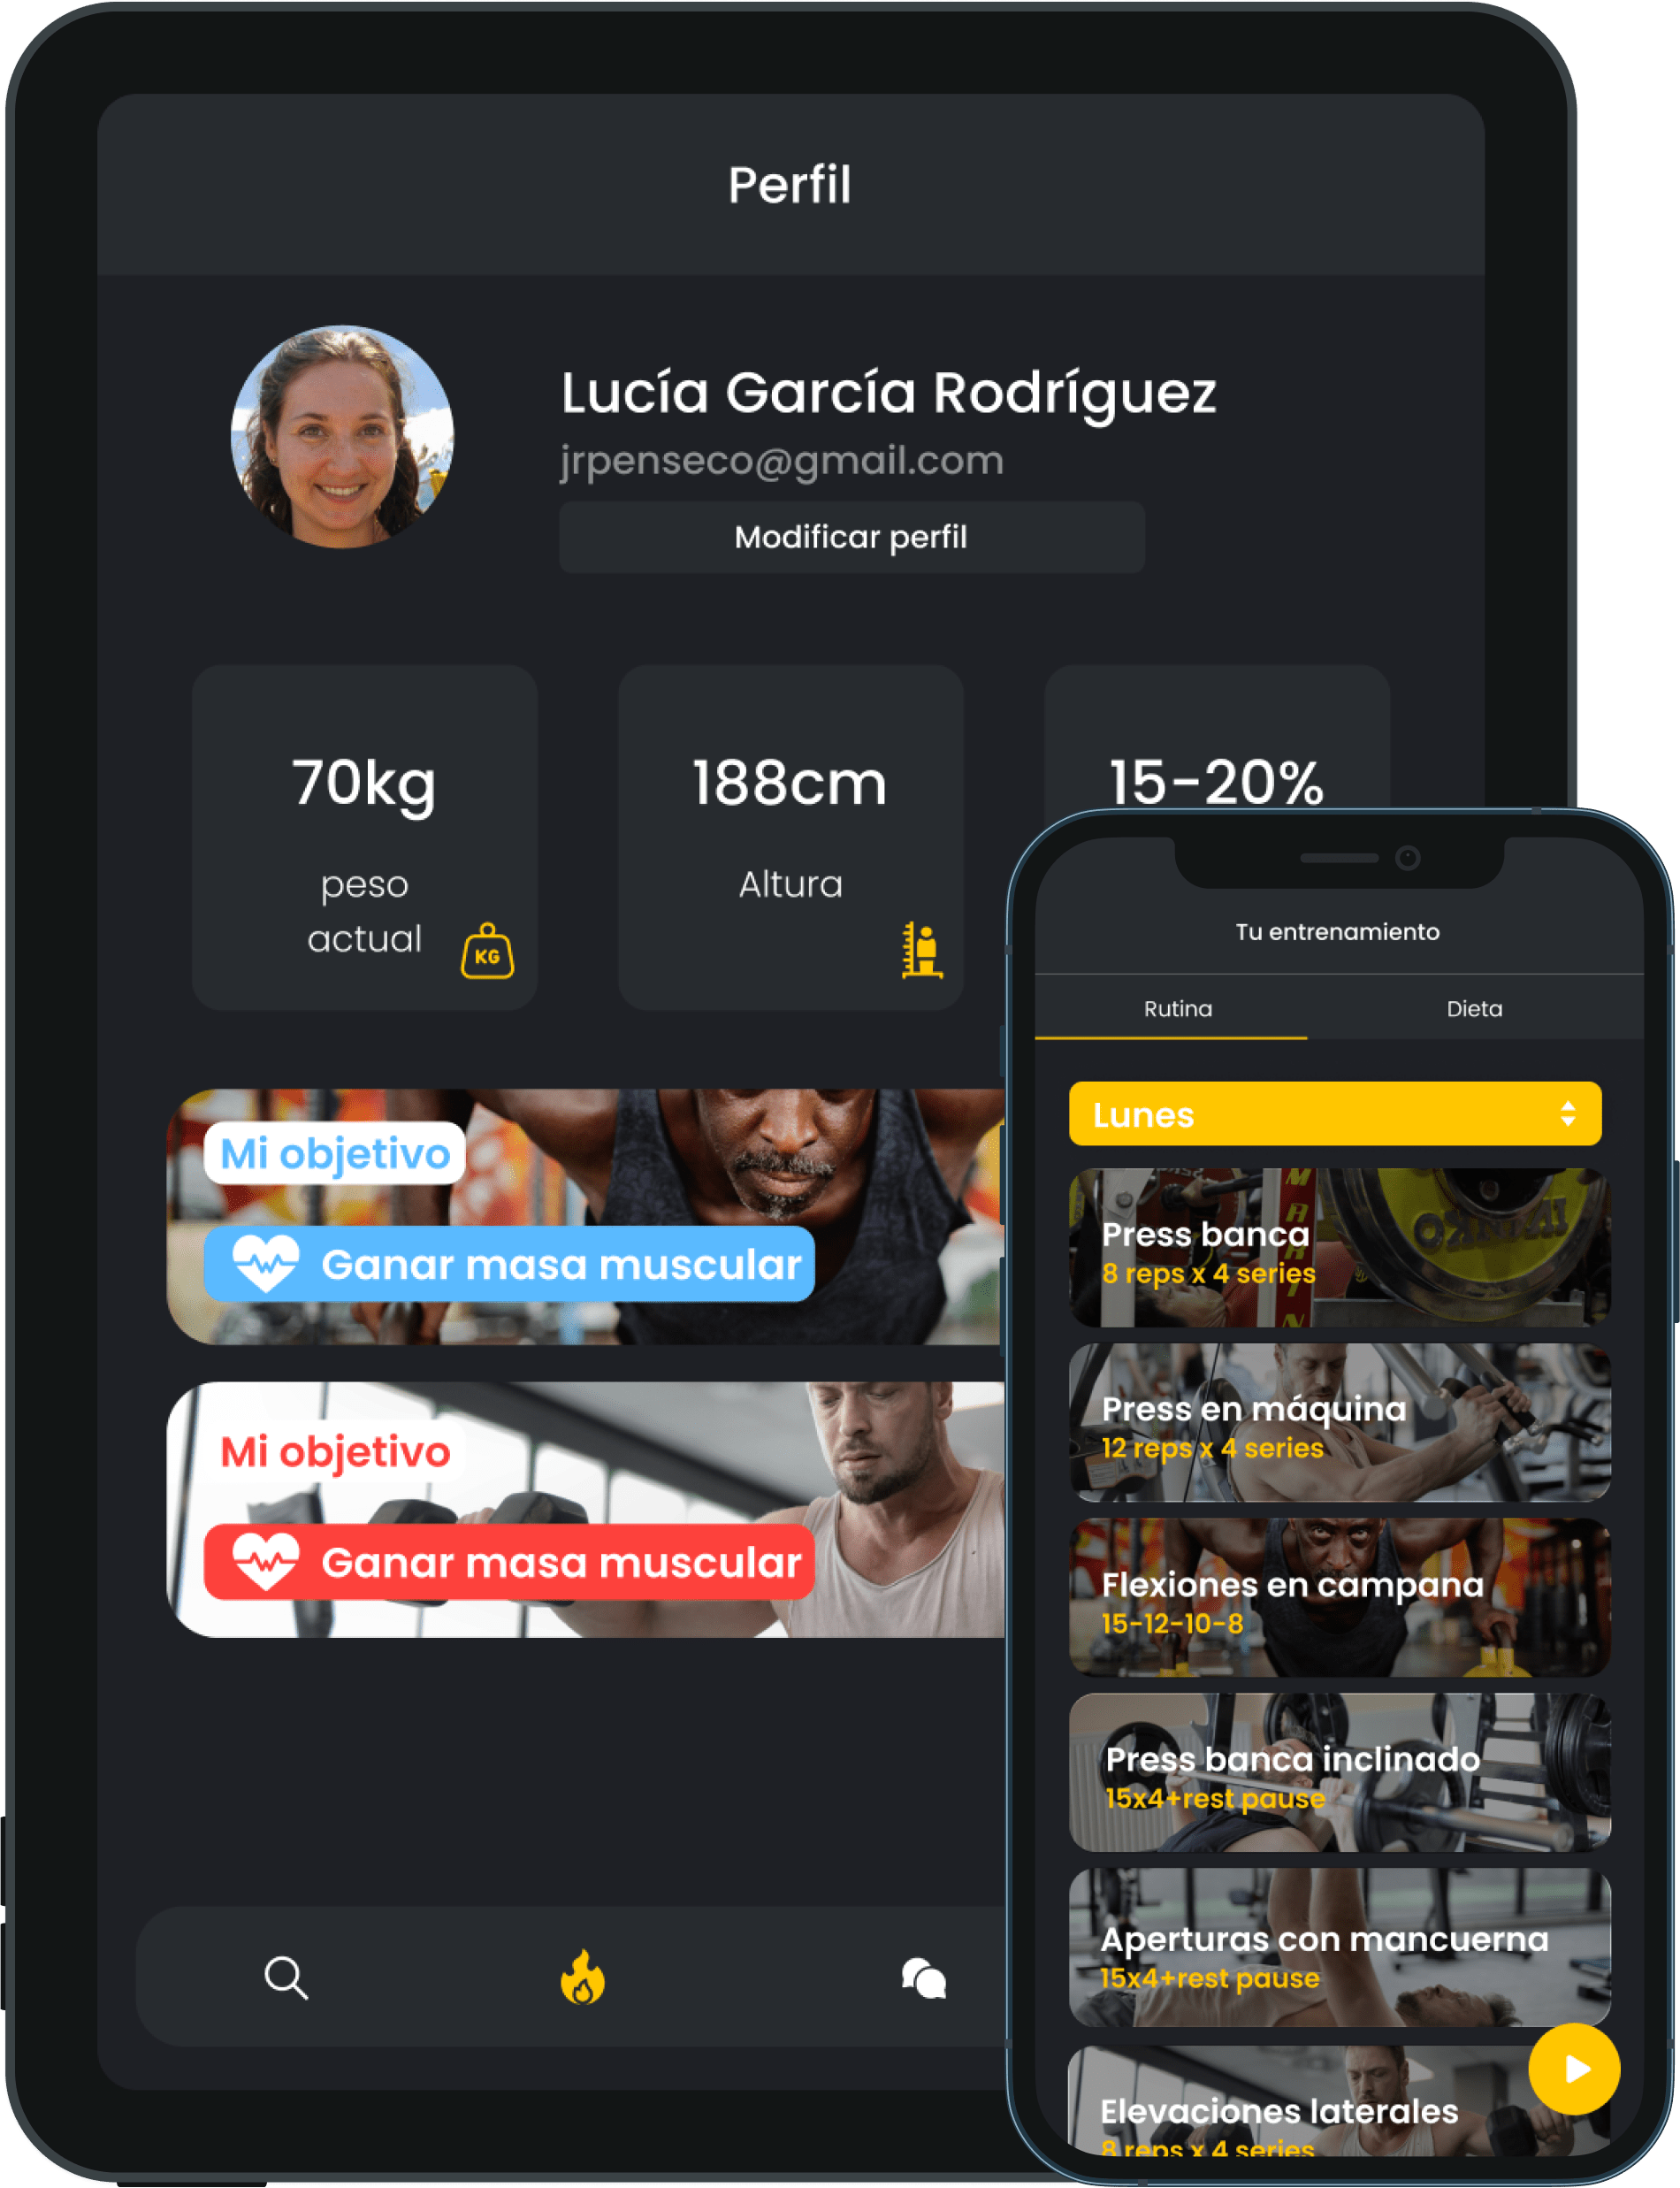 Perfil
Lucía García Rodríguez
jrpenseco@gmail.com
Modificar perfil
70kg
peso
actual
KG
188cm
Altura
15-20%
Mi objetivo
Ganar masa muscular
Mi objetivo
Ganar masa muscular
Tu entrenamiento
Rutina
Dieta
Lunes
Press banca
8 reps x 4 series
Press en máquina
12 reps x 4 series
Flexiones en campana
15-12-10-8
Press banca inclinado
15x4+rest pause
Aperturas con mancuerna
15x4+rest pause
Elevaciones laterales
8 reps x 4 series